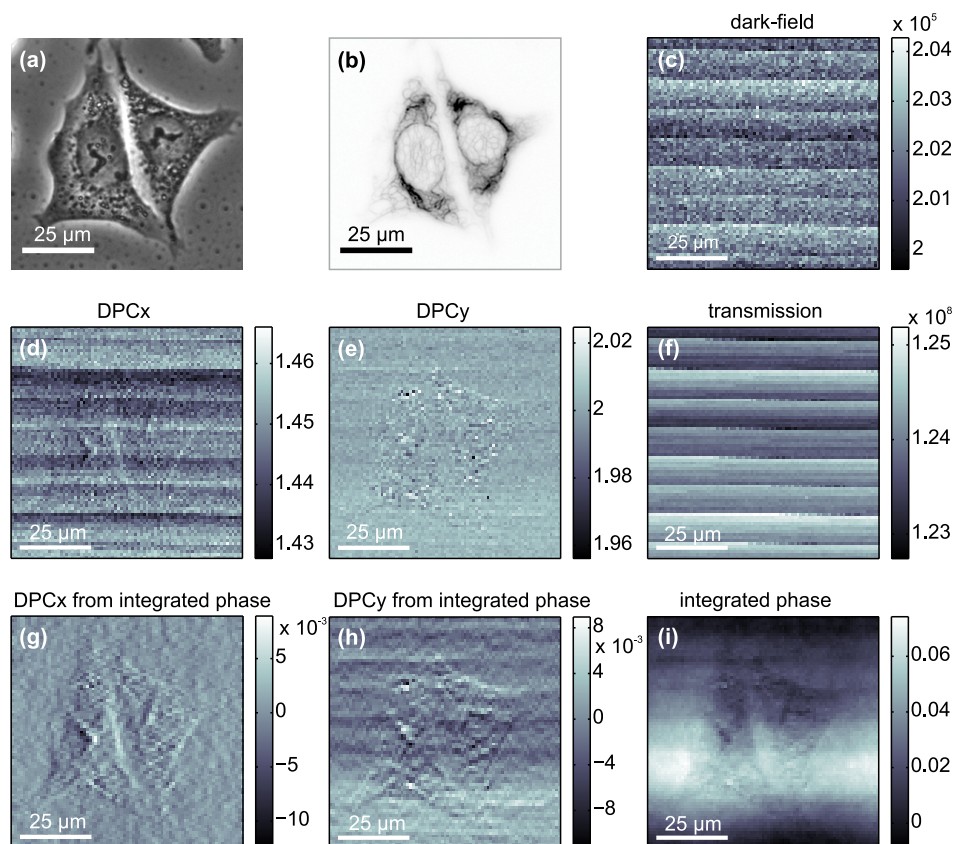 dark-field
x 10⁵
(a)
(b)
(c)
2.04
2.03
2.02
2.01
2
25 µm
25 µm
25 µm
DPCx
DPCy
transmission
x 10⁸
(d)
(e)
(f)
1.46
1.45
1.44
1.43
2.02
2
1.98
1.96
1.25
1.24
1.23
25 µm
25 µm
25 µm
DPCx from integrated phase
DPCy from integrated phase
integrated phase
(g)
(h)
(i)
x 10⁻³
5
0
−5
−10
8
x 10⁻³
4
0
−4
−8
0.06
0.04
0.02
0
25 µm
25 µm
25 µm